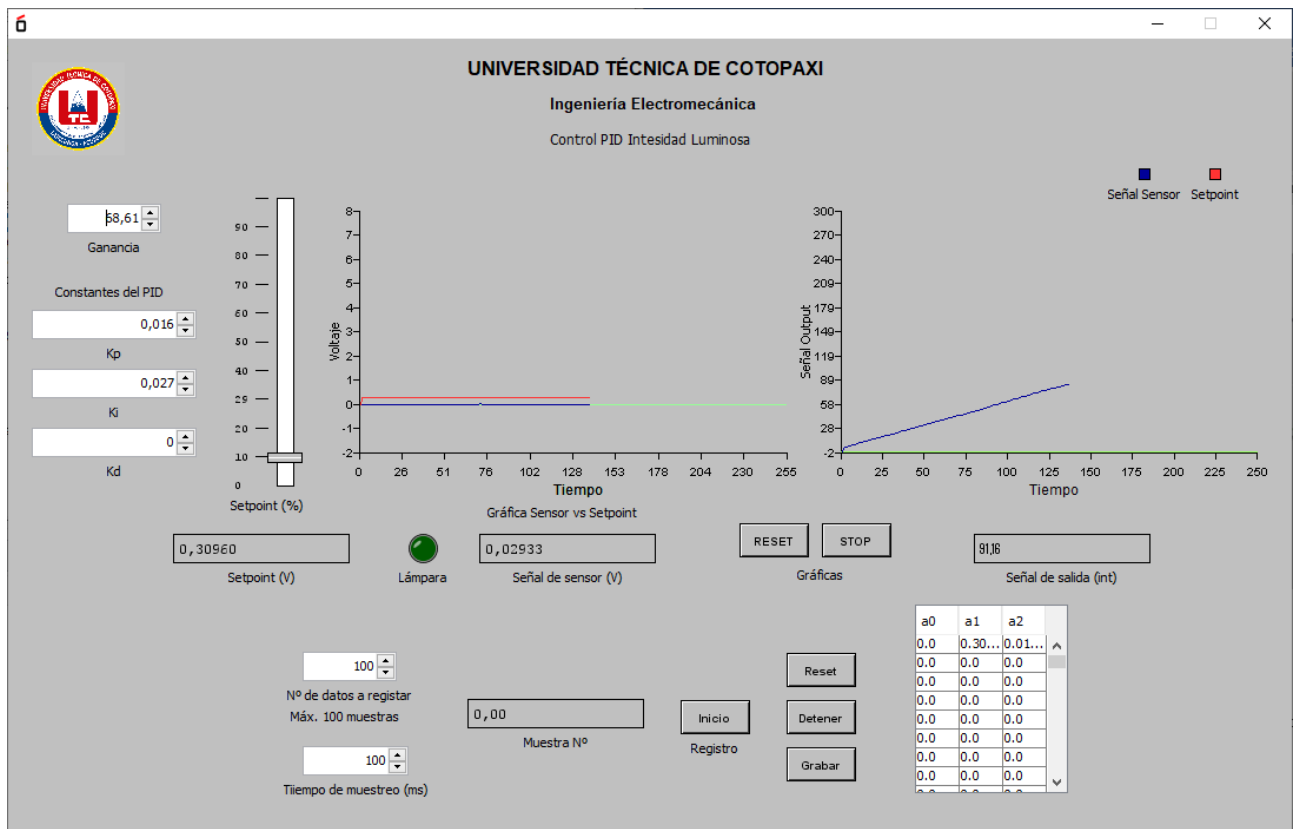 UNIVERSIDAD TÉCNICA DE COTOPAXI
Ingeniería Electromecánica
Control PID Intesidad Luminosa
Señal Sensor Setpoint
68,61
Ganancia
Constantes del PID
0,016
Kp
0,027
Ki
0
Kd
90
80
70
60
50
40
29
20
10
0
Setpoint (%)
8
7
6
5
4
3
2
1
0
-1
-2
Voltaje
0 26 51 76 102 128 153 178 204 230 255
Tiempo
Gráfica Sensor vs Setpoint
300
270
240
209
179
149
119
89
58
28
-2
Señal Output
0 25 50 75 100 125 150 175 200 225 250
Tiempo
0,30960
Setpoint (V)
Lámpara
0,02933
Señal de sensor (V)
RESET STOP
Gráficas
91,16
Señal de salida (int)
100
Nº de datos a registar
Máx. 100 muestras
100
Tiiempo de muestreo (ms)
0,00
Muestra Nº
Inicio
Registro
Reset
Detener
Grabar
a0 a1 a2
0.0 0.30... 0.01...
0.0 0.0 0.0
0.0 0.0 0.0
0.0 0.0 0.0
0.0 0.0 0.0
0.0 0.0 0.0
0.0 0.0 0.0
0.0 0.0 0.0